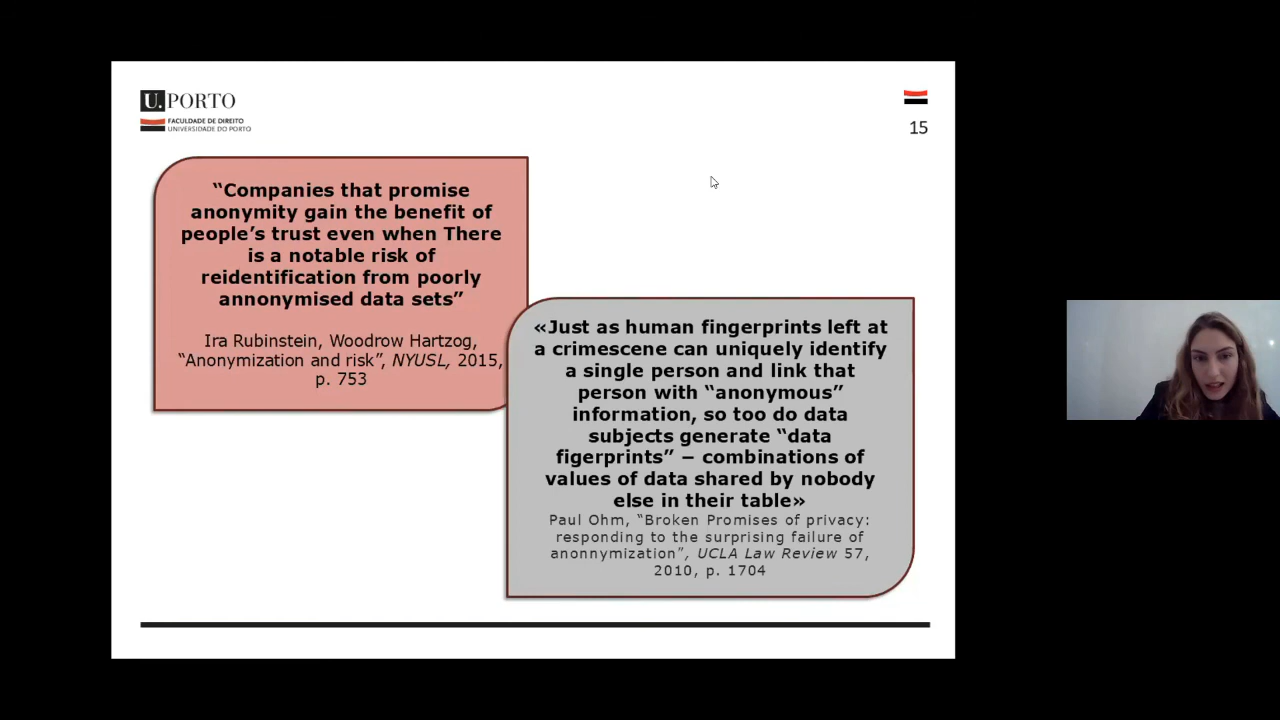 U. PORTO
FACULDADE DE DIREITO
UNIVERSIDADE DO PORTO
15
“Companies that promise
anonymity gain the benefit of
people’s trust even when There
is a notable risk of
reidentification from poorly
annonymised data sets”
Ira Rubinstein, Woodrow Hartzog,
“Anonymization and risk”, NYUSL, 2015,
p. 753
«Just as human fingerprints left at
a crimescene can uniquely identify
a single person and link that
person with “anonymous”
information, so too do data
subjects generate “data
figerprints” – combinations of
values of data shared by nobody
else in their table»
Paul Ohm, “Broken Promises of privacy:
responding to the surprising failure of
anonnymization”, UCLA Law Review 57,
2010, p. 1704